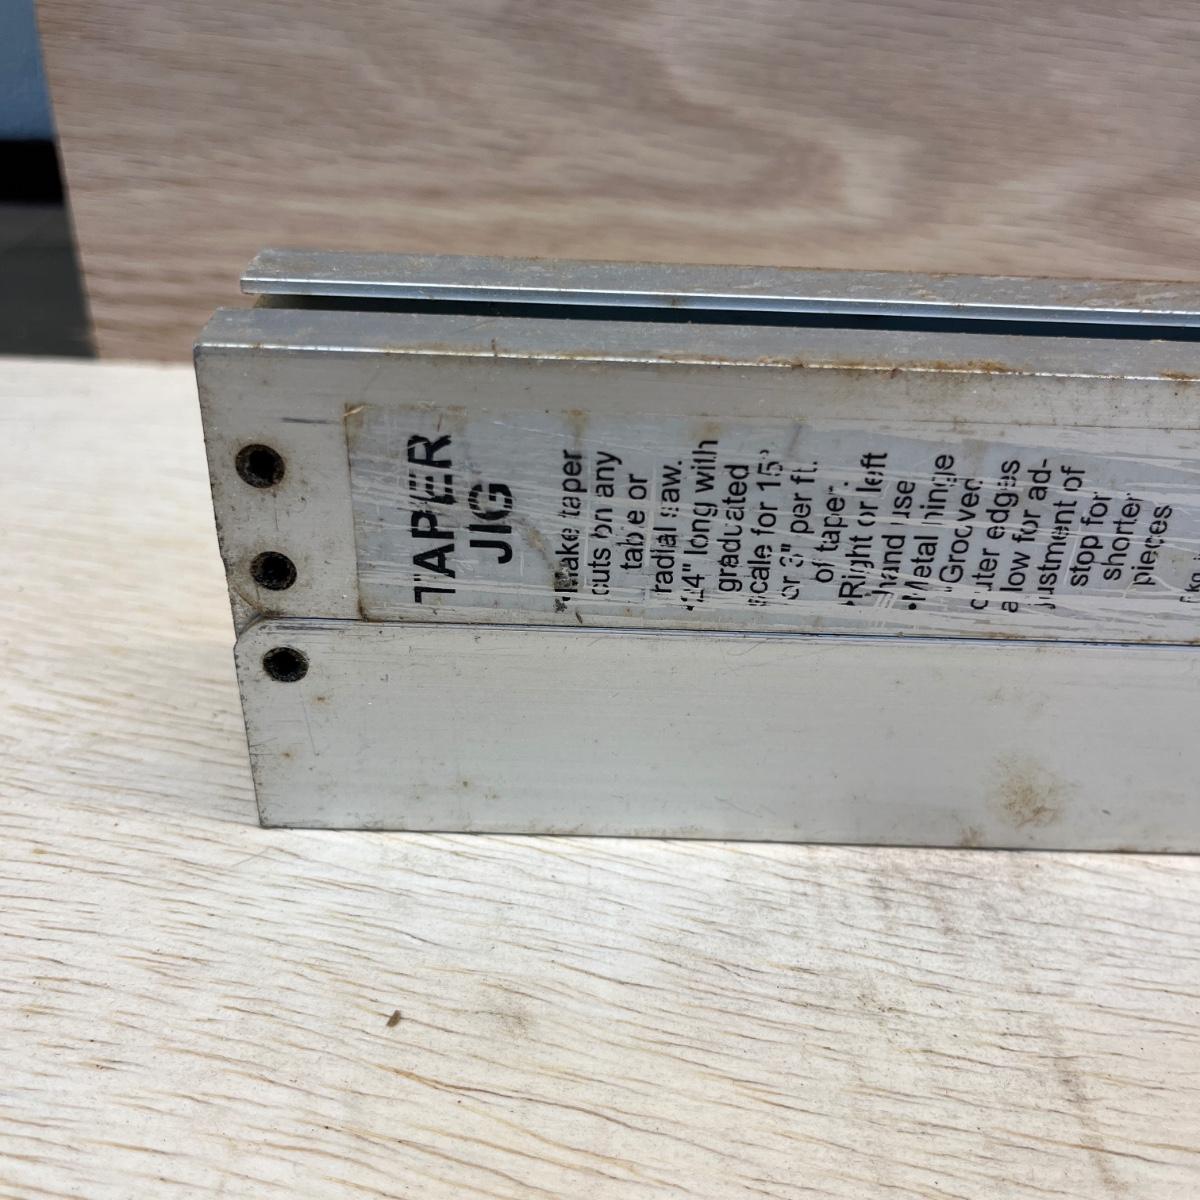 TAPER
JIG
•Make taper
cuts on any
table or
radial saw.
•24" long with
graduated
scale for 15°
or 3" per ft.
of taper.
•Right or left
hand use
•Metal hinge
•Grooved
outer edges
allow for ad-
justment of
stop for
shorter
pieces